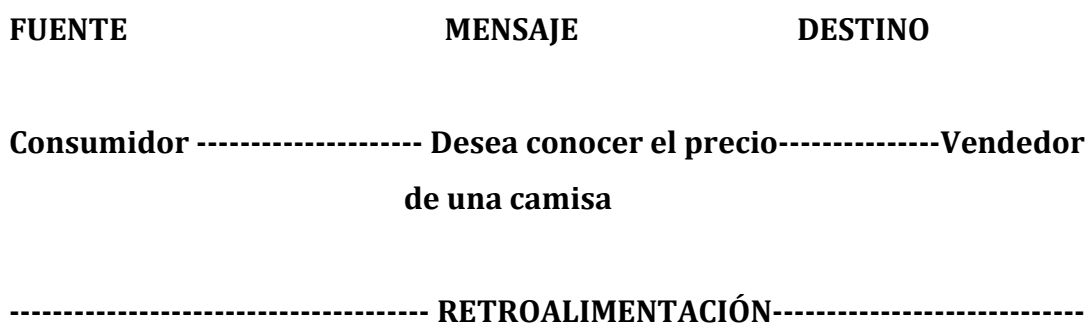 FUENTE MENSAJE DESTINO
Consumidor --------------------- Desea conocer el precio---------------Vendedor
de una camisa
--------------------------------------- RETROALIMENTACIÓN-----------------------------